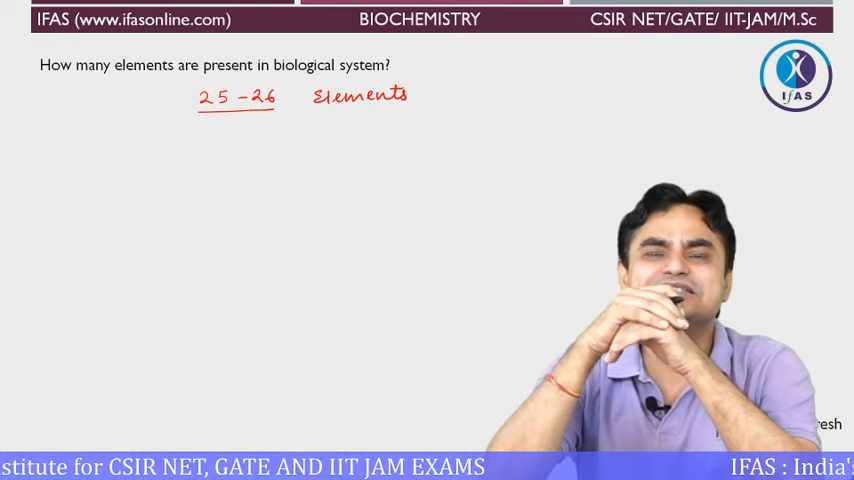 IFAS (www.ifasonline.com) BIOCHEMISTRY CSIR NET/GATE/ IIT-JAM/M.Sc
How many elements are present in biological system?
25-26 Elements
IfAS
resh
stitute for CSIR NET, GATE AND IIT JAM EXAMS IFAS : India's